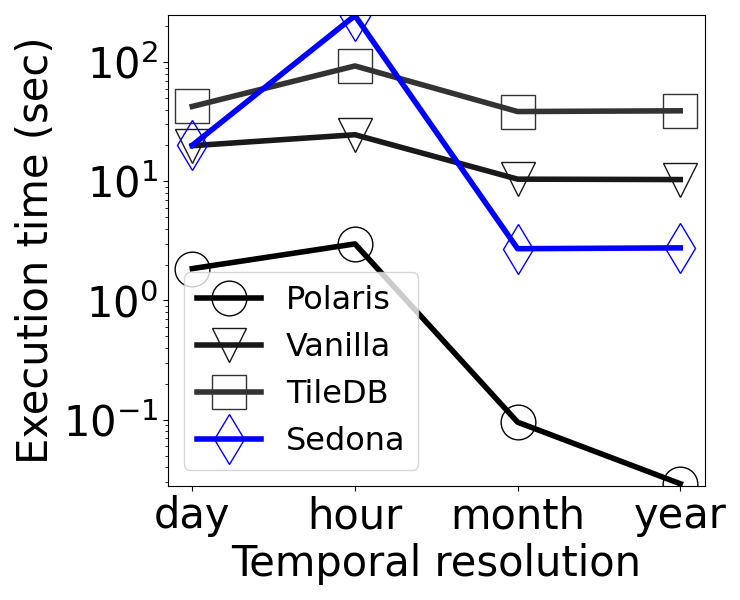 Execution time (sec)
10²
10¹
10⁰
10⁻¹
Polaris
Vanilla
TileDB
Sedona
day hour month year
Temporal resolution